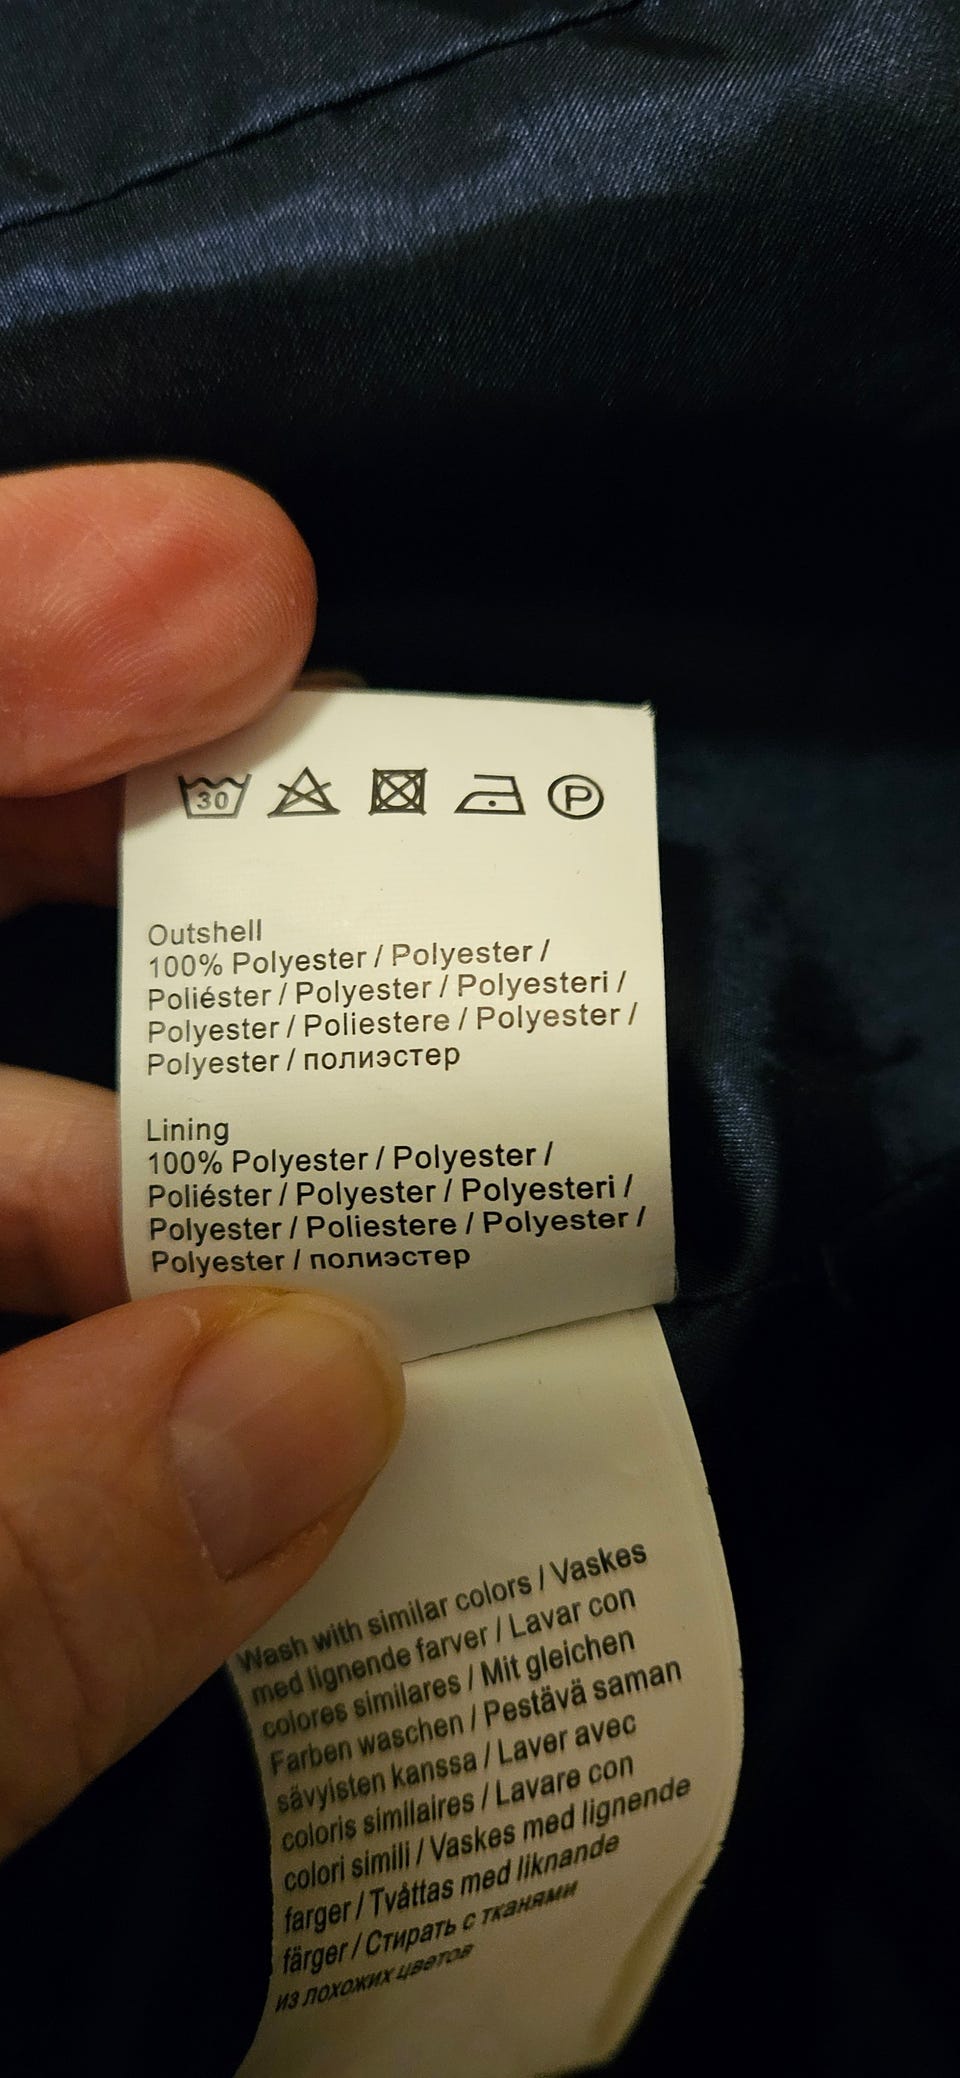 30
P
Outshell
100% Polyester / Polyester /
Poliéster / Polyester / Polyesteri /
Polyester / Poliestere / Polyester /
Polyester / полиэстер
Lining
100% Polyester / Polyester /
Poliéster / Polyester / Polyesteri /
Polyester / Poliestere / Polyester /
Polyester / полиэстер
Wash with similar colors / Vaskes
med lignende farver / Lavar con
colores similares / Mit gleichen
Farben waschen / Pestävä saman
sävyisten kanssa / Laver avec
coloris similaires / Lavare con
colori simili / Vaskes med lignende
farger / Tvåttas med liknande
färger / Стирать с тканями
из похожих цветов